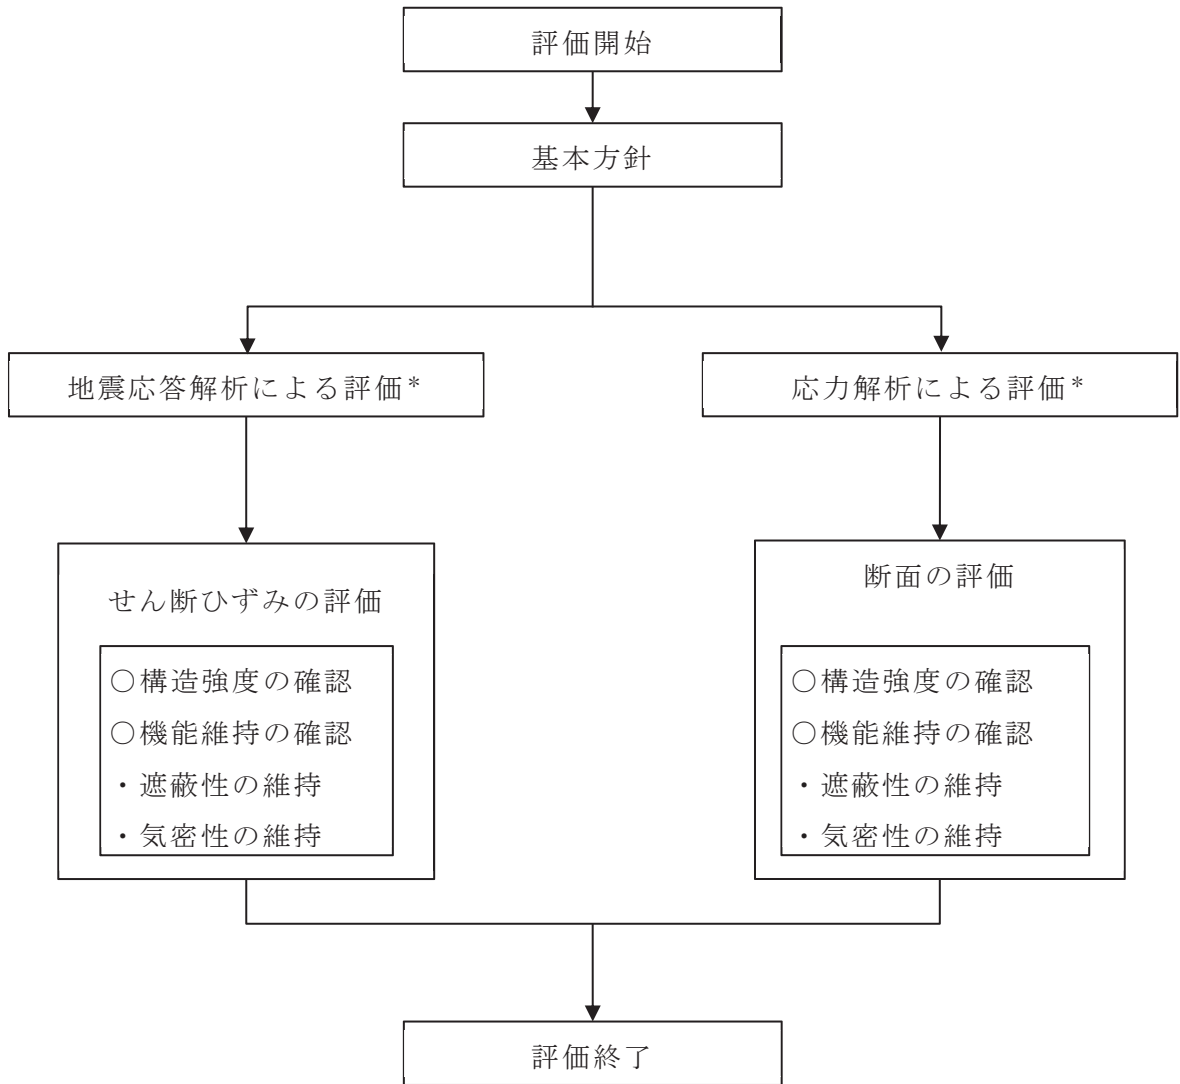 評価開始
基本方針
地震応答解析による評価*
応力解析による評価*
せん断ひずみの評価
○構造強度の確認
○機能維持の確認
・遮蔽性の維持
・気密性の維持
断面の評価
○構造強度の確認
○機能維持の確認
・遮蔽性の維持
・気密性の維持
評価終了